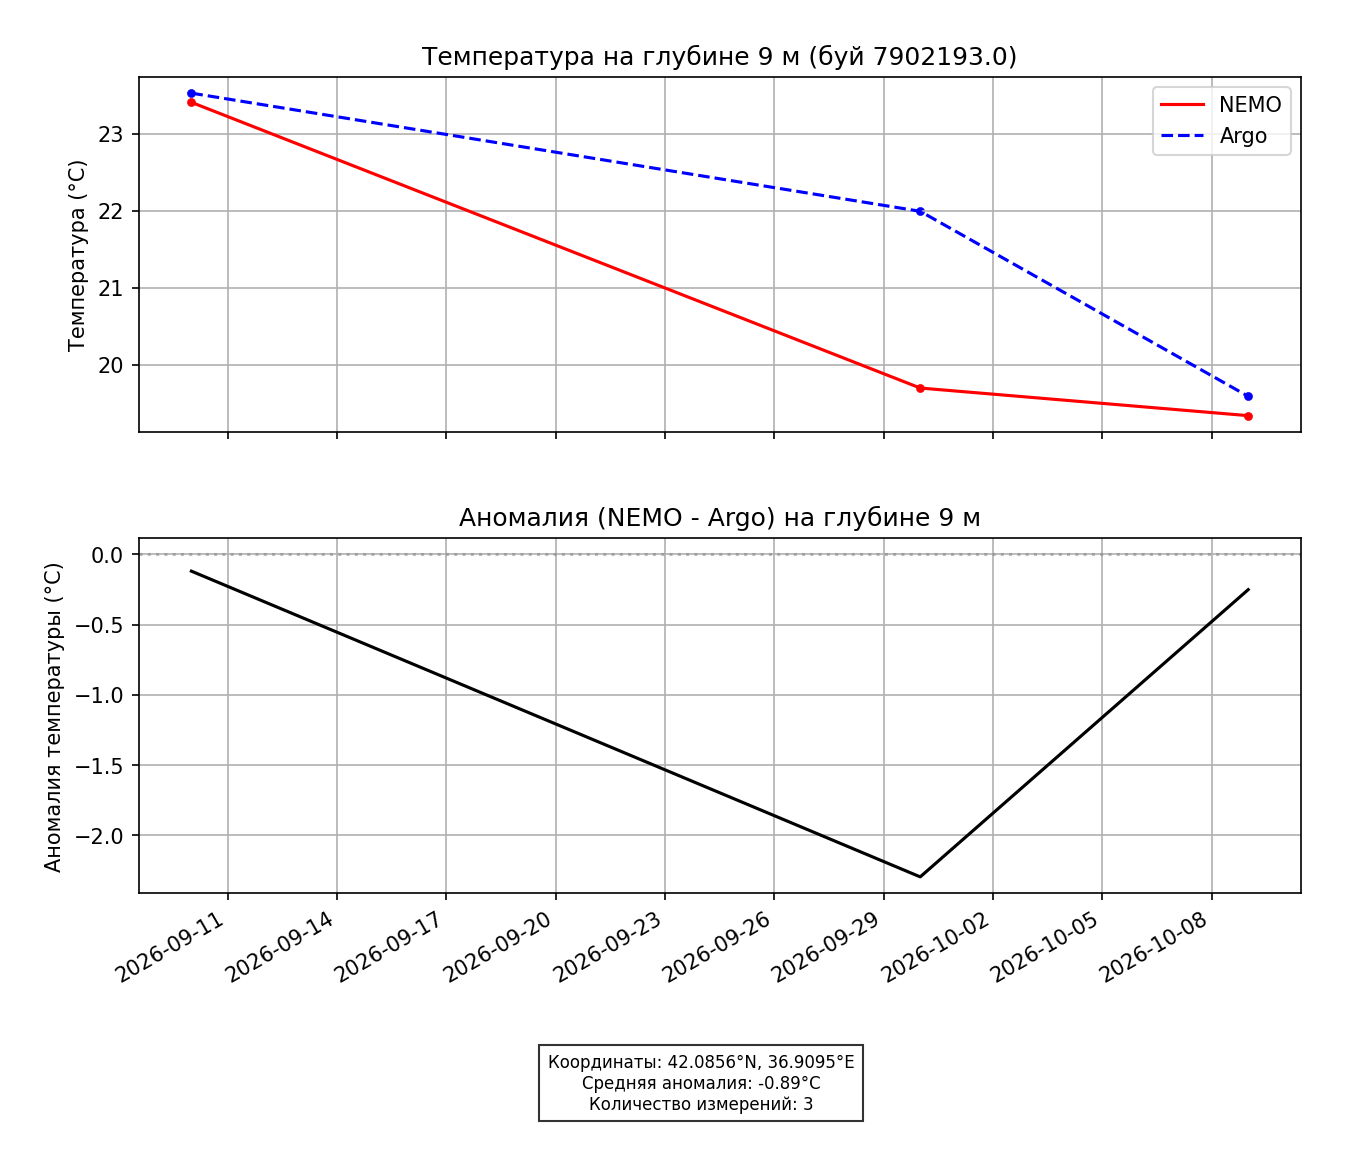 Температура на глубине 9 м (буй 7902193.0)
Температура (°C)
23
22
21
20
NEMO
Argo
Аномалия (NEMO - Argo) на глубине 9 м
Аномалия температуры (°C)
0.0
−0.5
−1.0
−1.5
−2.0
2026-09-11
2026-09-14
2026-09-17
2026-09-20
2026-09-23
2026-09-26
2026-09-29
2026-10-02
2026-10-05
2026-10-08
Координаты: 42.0856°N, 36.9095°E
Средняя аномалия: -0.89°C
Количество измерений: 3